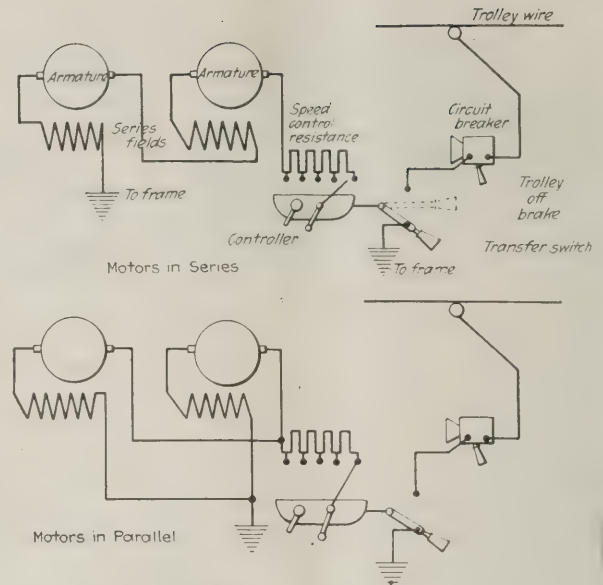 Trolley wire
Armature
Armature
Series
fields
Speed
control
resistance
Circuit
breaker
To frame
Trolley
off
brake
Controller
Transfer switch
To frame
Motors in Series
Motors in Parallel